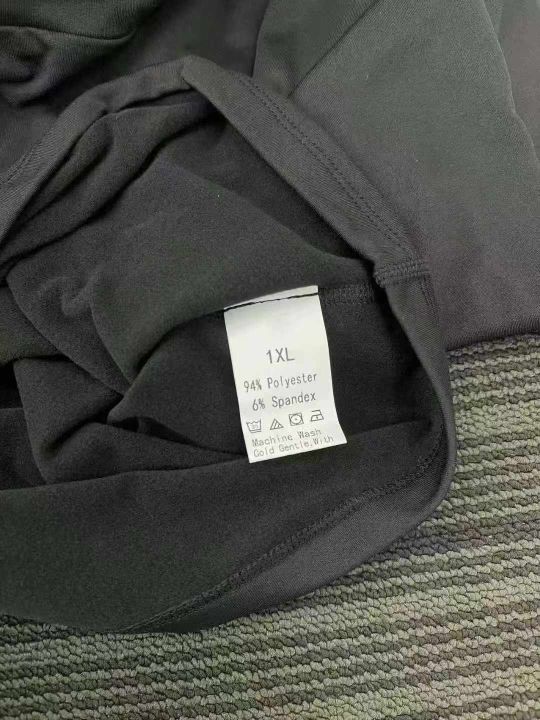 1XL
94% Polyester
6% Spandex
Machine Wash
Cold Gentle,With